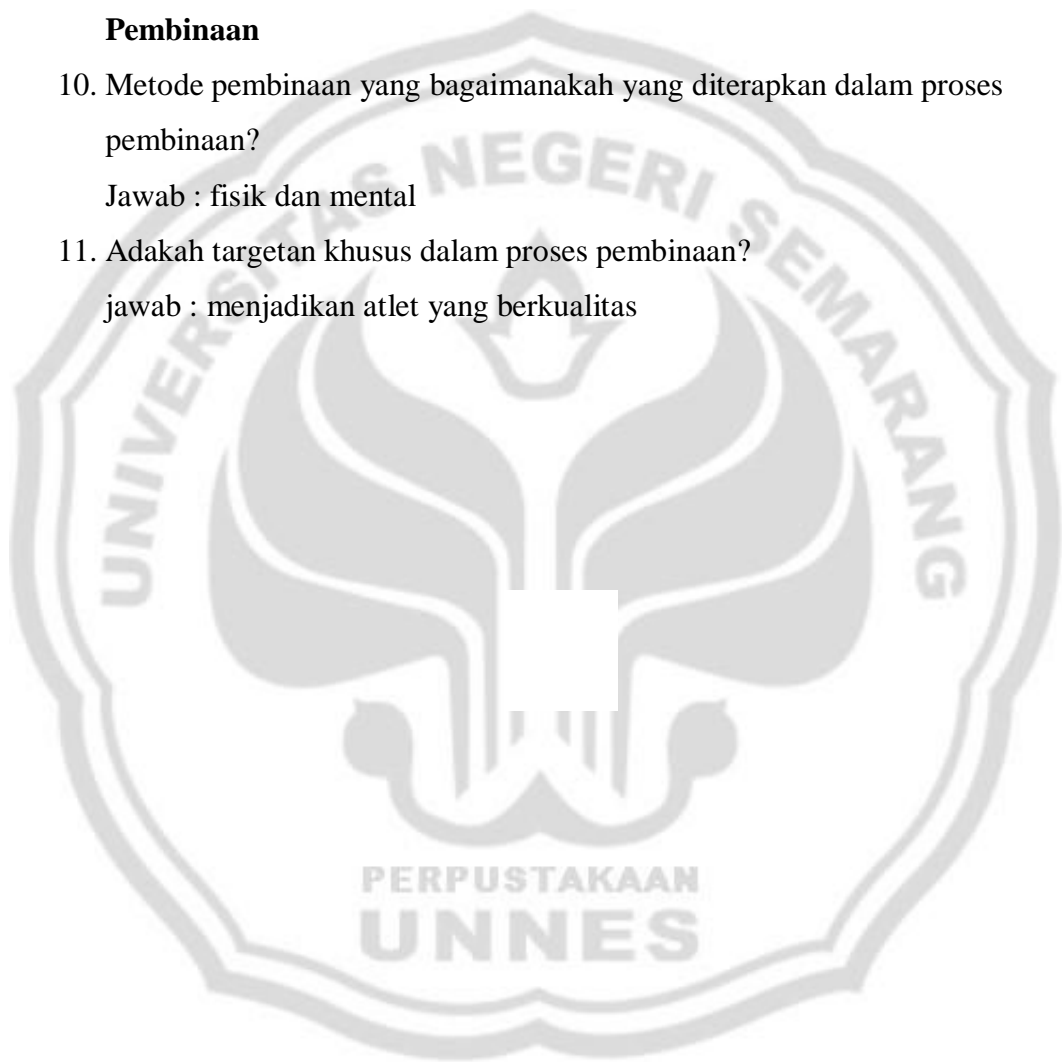 Pembinaan
10. Metode pembinaan yang bagaimanakah yang diterapkan dalam proses
pembinaan?
Jawab : fisik dan mental
11. Adakah targetan khusus dalam proses pembinaan?
jawab : menjadikan atlet yang berkualitas
UNIVERSITAS NEGERI SEMARANG
PERPUSTAKAAN
UNNES